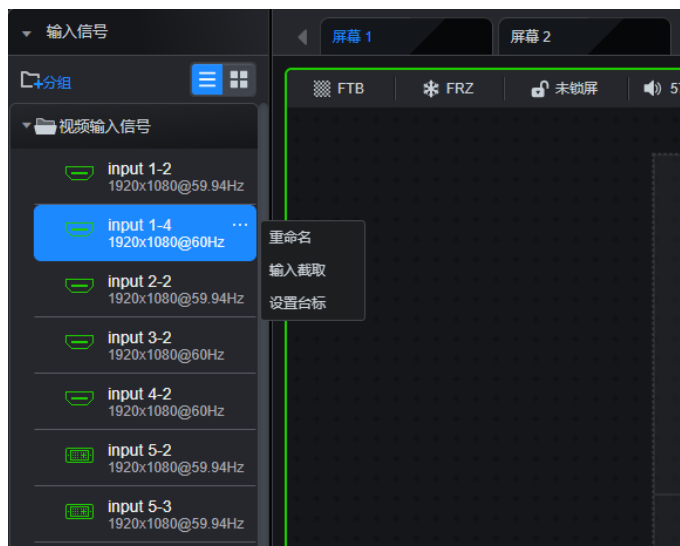 输入信号
屏幕 1
屏幕 2
分组
FTB
FRZ
未锁屏
视频输入信号
input 1-2
1920x1080@59.94Hz
input 1-4
1920x1080@60Hz
重命名
输入截取
设置台标
input 2-2
1920x1080@59.94Hz
input 3-2
1920x1080@60Hz
input 4-2
1920x1080@60Hz
input 5-2
1920x1080@59.94Hz
input 5-3
1920x1080@59.94Hz